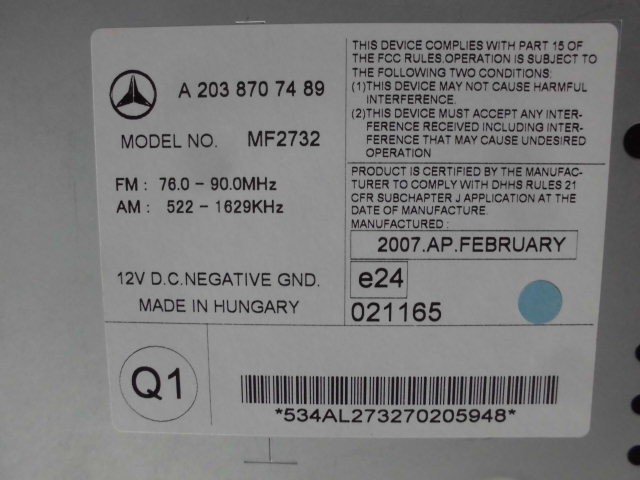 A 203 870 74 89
MODEL NO. MF2732
FM : 76.0 – 90.0MHz
AM : 522 – 1629KHz
12V D.C.NEGATIVE GND.
MADE IN HUNGARY
THIS DEVICE COMPLIES WITH PART 15 OF
THE FCC RULES.OPERATION IS SUBJECT TO
THE FOLLOWING TWO CONDITIONS:
(1)THIS DEVICE MAY NOT CAUSE HARMFUL
INTERFERENCE.
(2)THIS DEVICE MUST ACCEPT ANY INTER-
FERENCE RECEIVED INCLUDING INTER-
FERENCE THAT MAY CAUSE UNDESIRED
OPERATION
PRODUCT IS CERTIFIED BY THE MANUFAC-
TURER TO COMPLY WITH DHHS RULES 21
CFR SUBCHAPTER J APPLICATION AT THE
DATE OF MANUFACTURE.
MANUFACTURED :
2007.AP.FEBRUARY
e24
021165
Q1
*534AL273270205948*